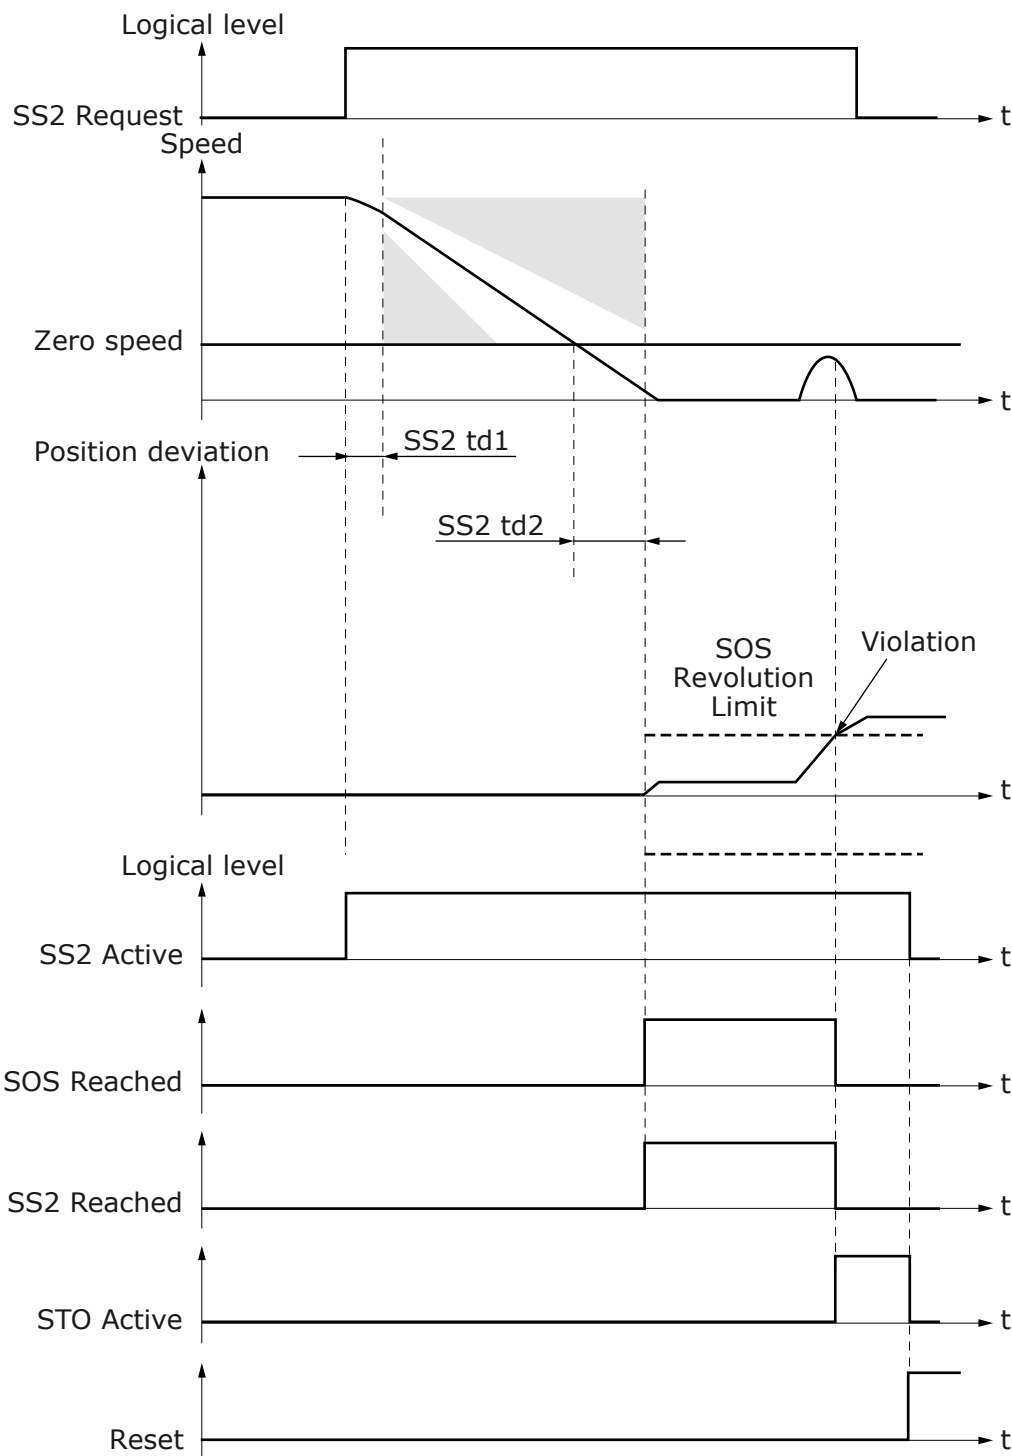 Logical level
SS2 Request
t
Speed
Zero speed
t
Position deviation
SS2 td1
SS2 td2
SOS
Revolution
Limit
Violation
t
Logical level
SS2 Active
t
SOS Reached
t
SS2 Reached
t
STO Active
t
Reset
t